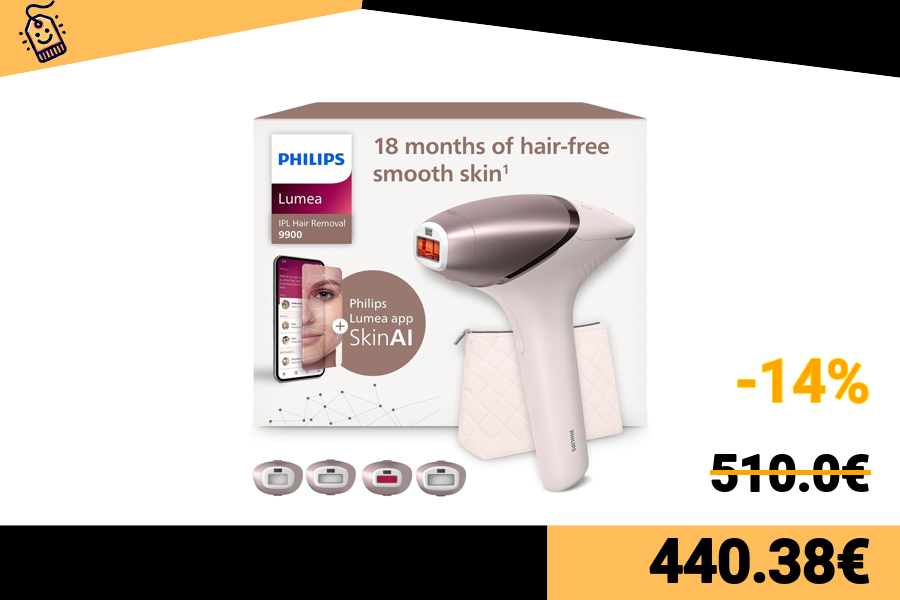 18 months of hair-free
smooth skin¹
PHILIPS
Lumea
IPL Hair Removal
9900
Philips
Lumea app
SkinAI
PHILIPS
-14%
510.0€
440.38€